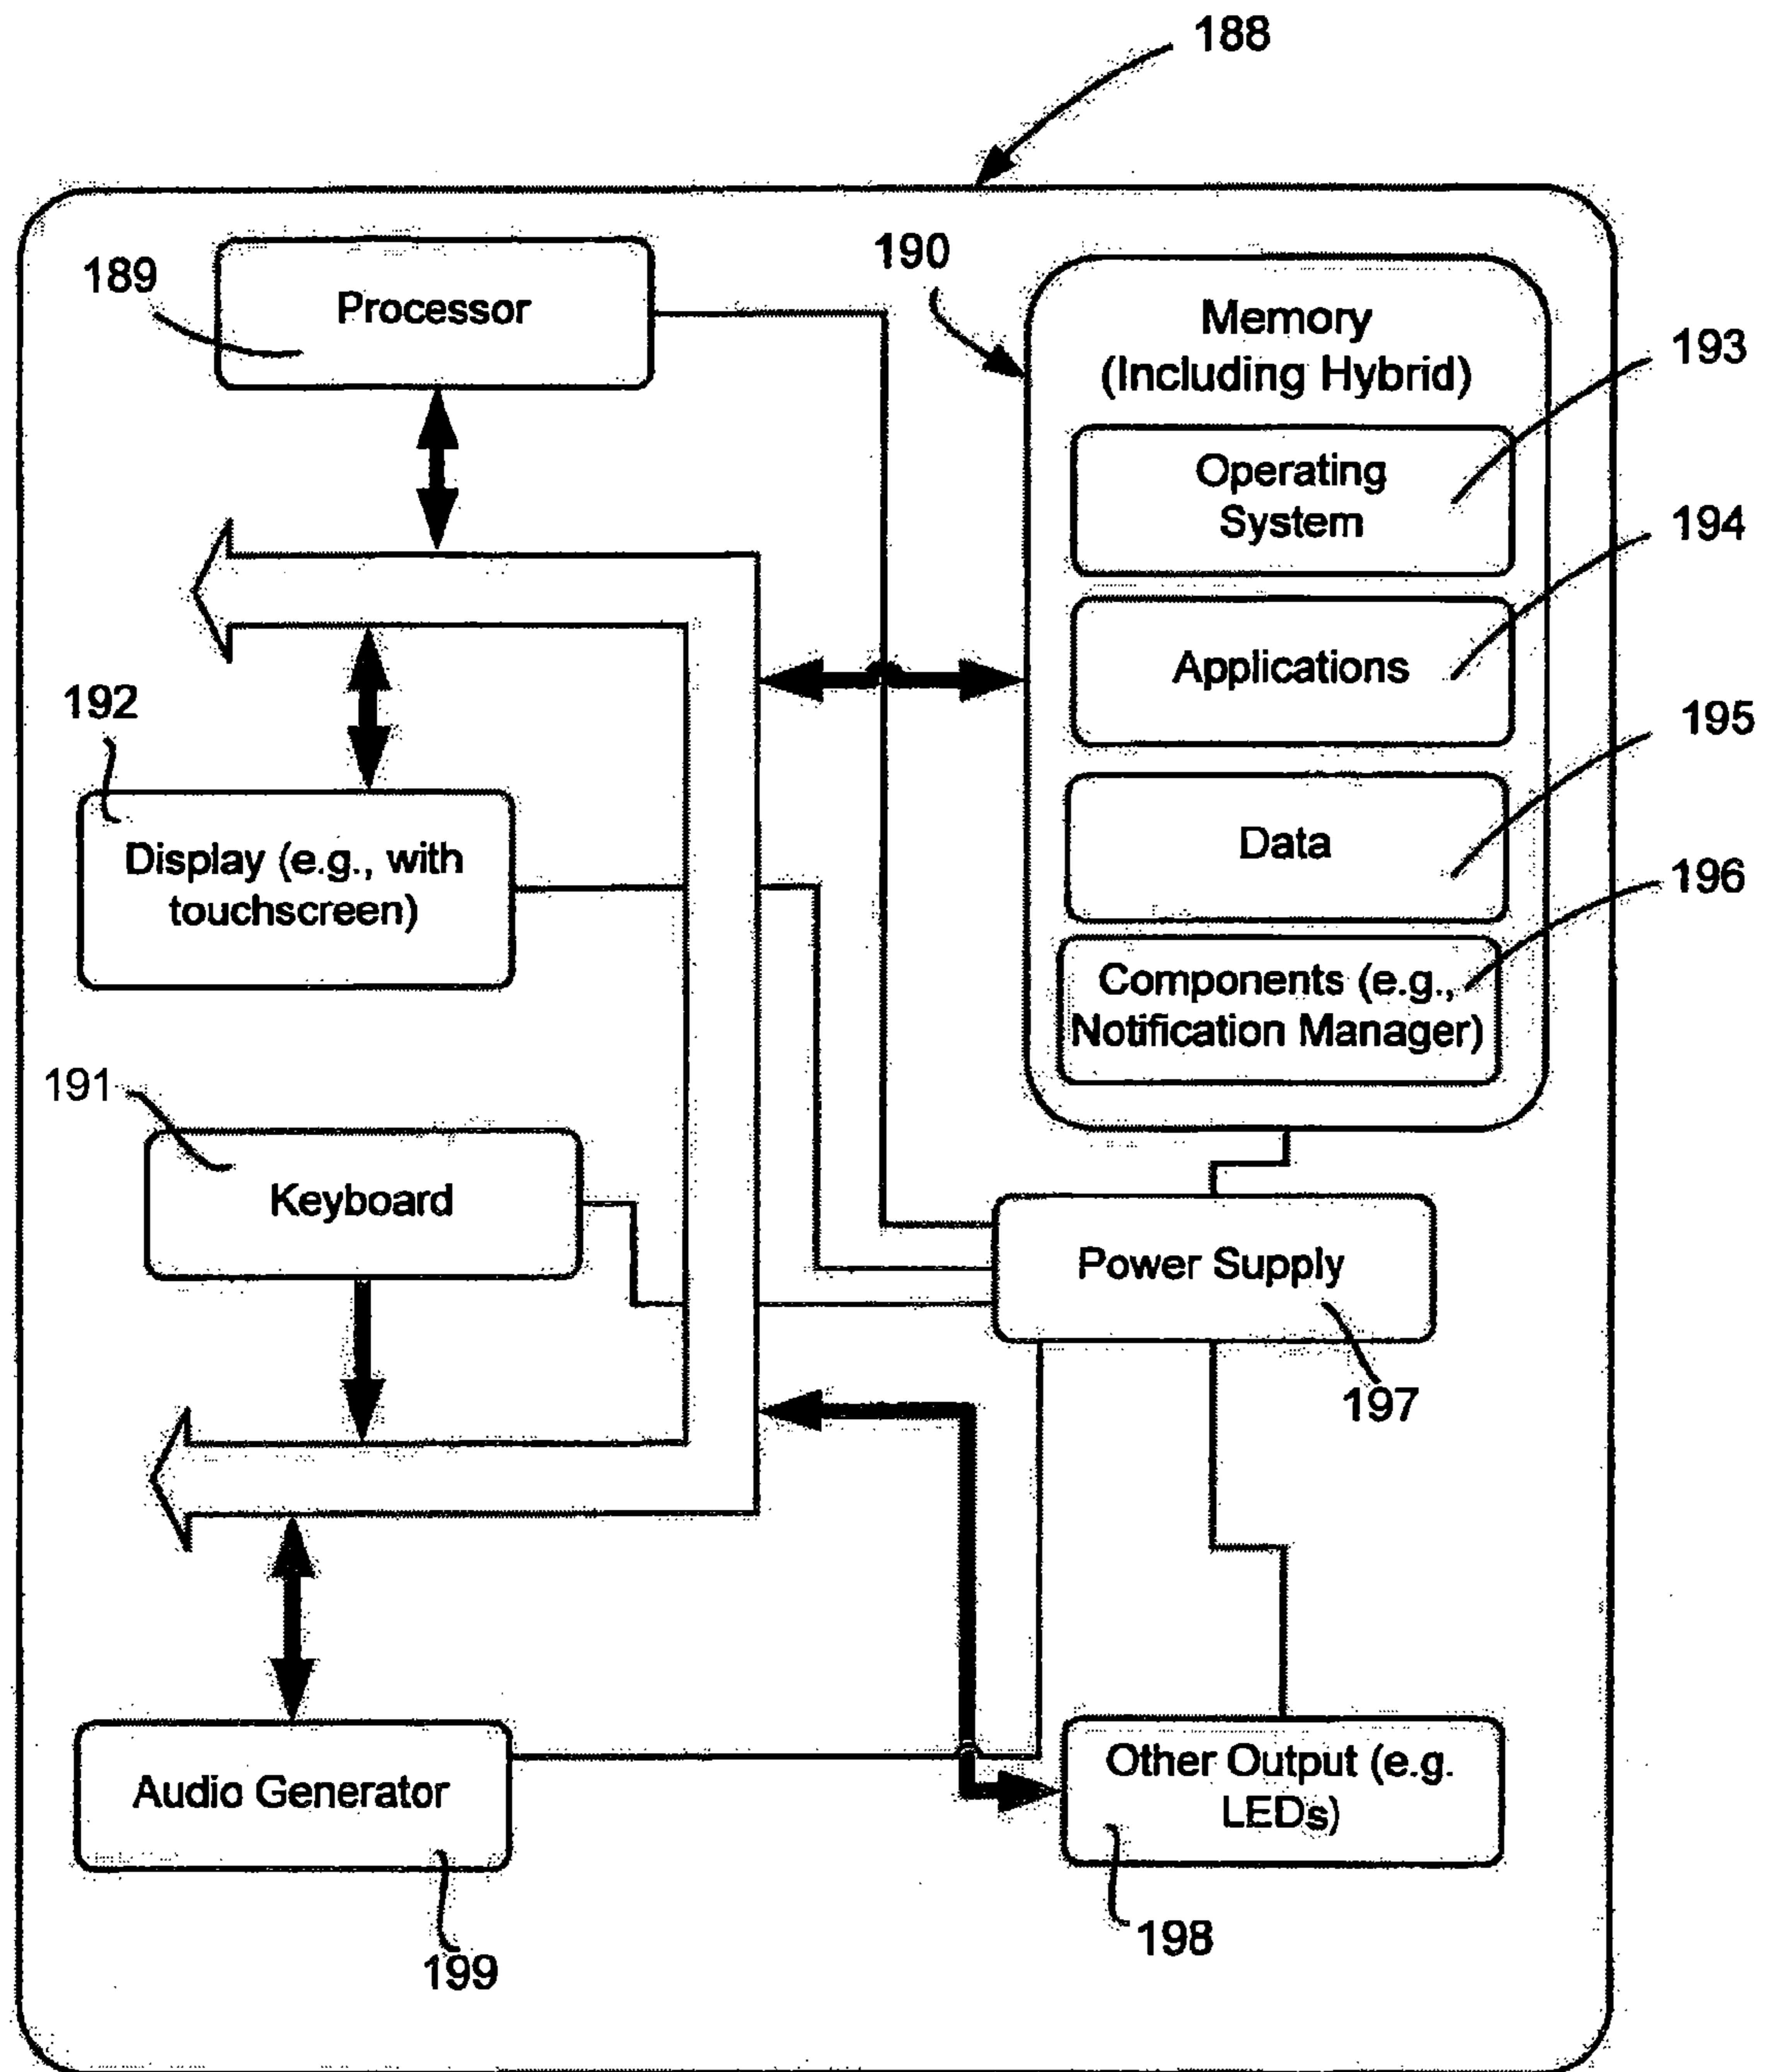 188
189
Processor
190
Memory
(Including Hybrid)
193
Operating
System
194
Applications
192
195
Display (e.g., with
touchscreen)
Data
196
Components (e.g.,
Notification Manager)
191
Keyboard
Power Supply
197
Audio Generator
Other Output (e.g.
LEDs)
199
198